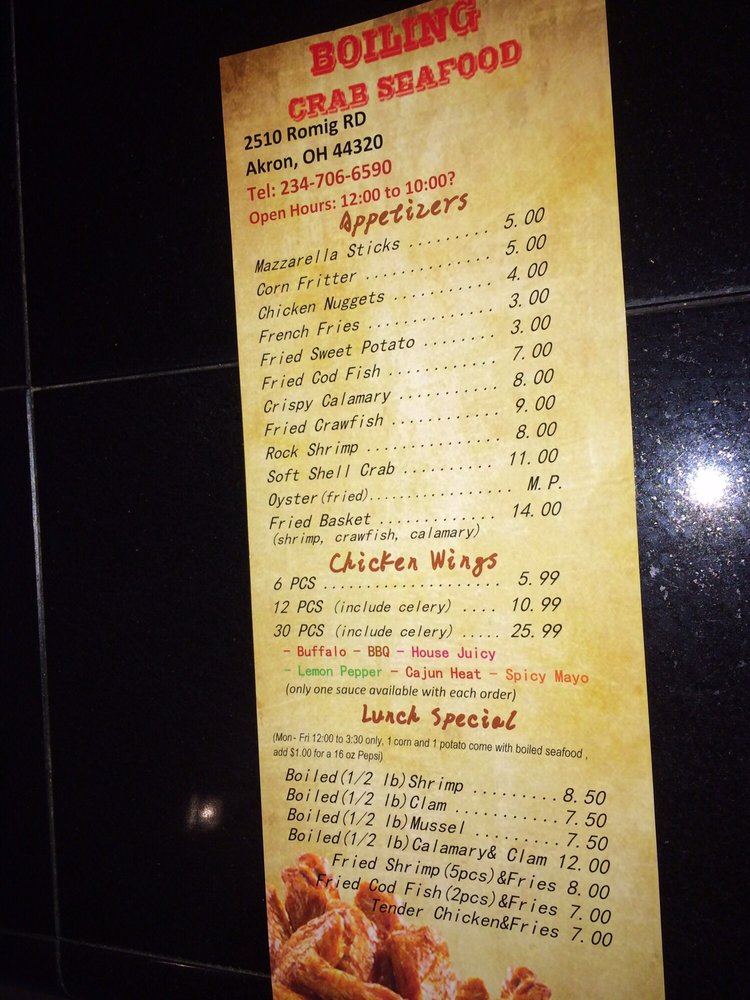 BOILING
CRAB SEAFOOD
2510 Romig RD
Akron, OH 44320
Tel: 234-706-6590
Open Hours: 12:00 to 10:00?
Appetizers
Mazzarella Sticks ......... 5.00
Corn Fritter .............. 5.00
Chicken Nuggets ........... 4.00
French Fries .............. 3.00
Fried Sweet Potato ........ 3.00
Fried Cod Fish ............ 7.00
Crispy Calamary ........... 8.00
Fried Crawfish ............ 9.00
Rock Shrimp ............... 8.00
Soft Shell Crab .......... 11.00
Oyster(fried)................ M.P.
Fried Basket ............. 14.00
(shrimp, crawfish, calamary)
Chicken Wings
6 PCS .................... 5.99
12 PCS (include celery) .... 10.99
30 PCS (include celery) ..... 25.99
- Buffalo - BBQ - House Juicy
- Lemon Pepper - Cajun Heat - Spicy Mayo
(only one sauce available with each order)
Lunch Special
(Mon- Fri 12:00 to 3:30 only, 1 corn and 1 potato come with boiled seafood ,
add $1.00 for a 16 oz Pepsi)
Boiled(1/2 lb)Shrimp ......... 8.50
Boiled(1/2 lb)Clam ........... 7.50
Boiled(1/2 lb)Mussel ......... 7.50
Boiled(1/2 lb)Calamary& Clam 12.00
Fried Shrimp(5pcs)&Fries 8.00
Fried Cod Fish(2pcs)&Fries 7.00
Tender Chicken&Fries 7.00